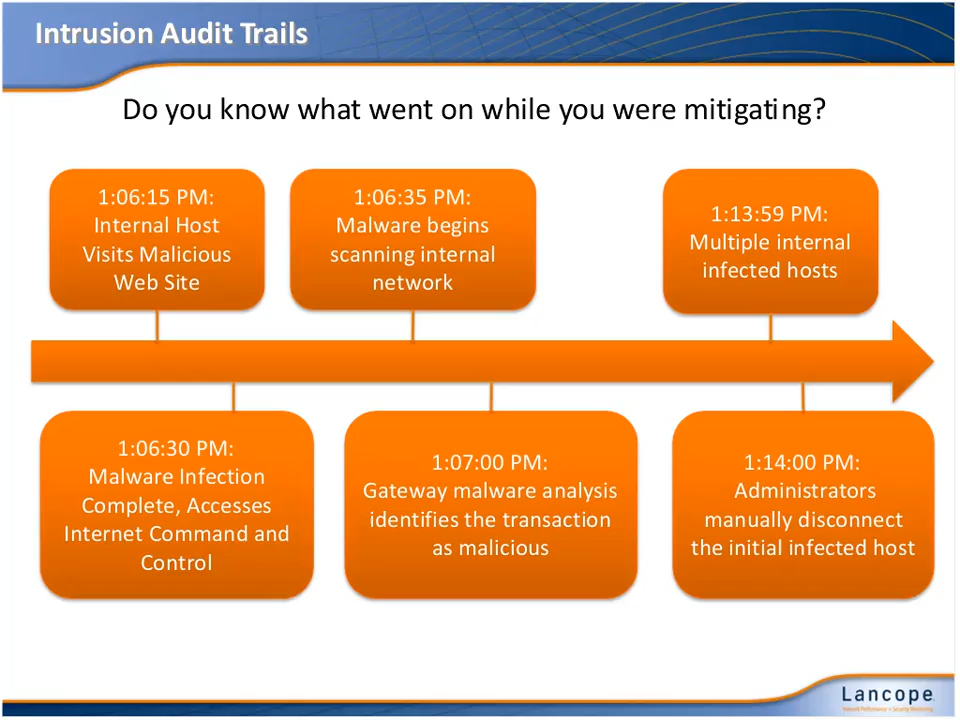 Intrusion Audit Trails
Do you know what went on while you were mitigating?
1:06:15 PM:
Internal Host
Visits Malicious
Web Site
1:06:35 PM:
Malware begins
scanning internal
network
1:13:59 PM:
Multiple internal
infected hosts
1:06:30 PM:
Malware Infection
Complete, Accesses
Internet Command and
Control
1:07:00 PM:
Gateway malware analysis
identifies the transaction
as malicious
1:14:00 PM:
Administrators
manually disconnect
the initial infected host
Lancope
Network Performance + Security Monitoring